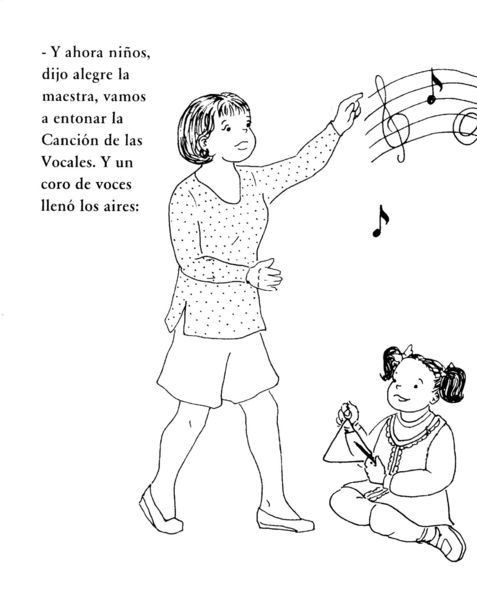 - Y ahora niños,
dijo alegre la
maestra, vamos
a entonar la
Canción de las
Vocales. Y un
coro de voces
llenó los aires: